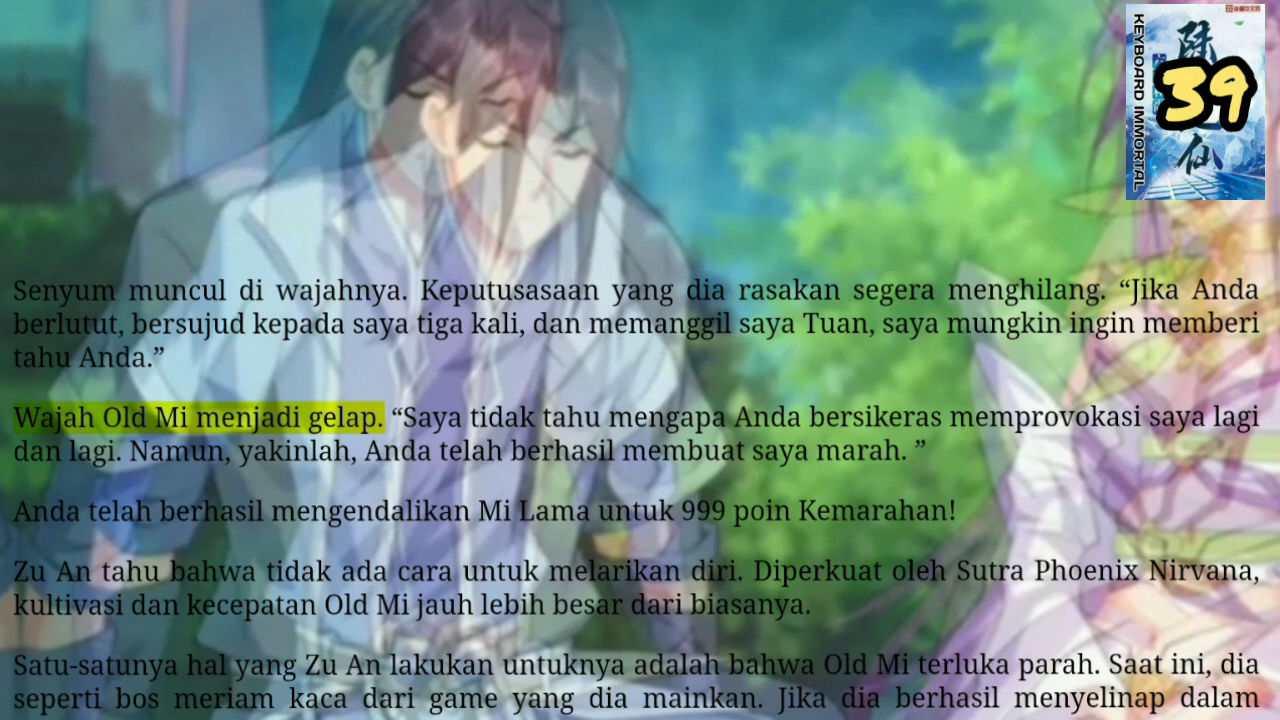 KEYBOARD IMMORTAL
陆
仙
39
Senyum muncul di wajahnya. Keputusasaan yang dia rasakan segera menghilang. “Jika Anda
berlutut, bersujud kepada saya tiga kali, dan memanggil saya Tuan, saya mungkin ingin memberi
tahu Anda.”
Wajah Old Mi menjadi gelap. “Saya tidak tahu mengapa Anda bersikeras memprovokasi saya lagi
dan lagi. Namun, yakinlah, Anda telah berhasil membuat saya marah. ”
Anda telah berhasil mengendalikan Mi Lama untuk 999 poin Kemarahan!
Zu An tahu bahwa tidak ada cara untuk melarikan diri. Diperkuat oleh Sutra Phoenix Nirvana,
kultivasi dan kecepatan Old Mi jauh lebih besar dari biasanya.
Satu-satunya hal yang Zu An lakukan untuknya adalah bahwa Old Mi terluka parah. Saat ini, dia
seperti bos meriam kaca dari game yang dia mainkan. Jika dia berhasil menyelinap dalam